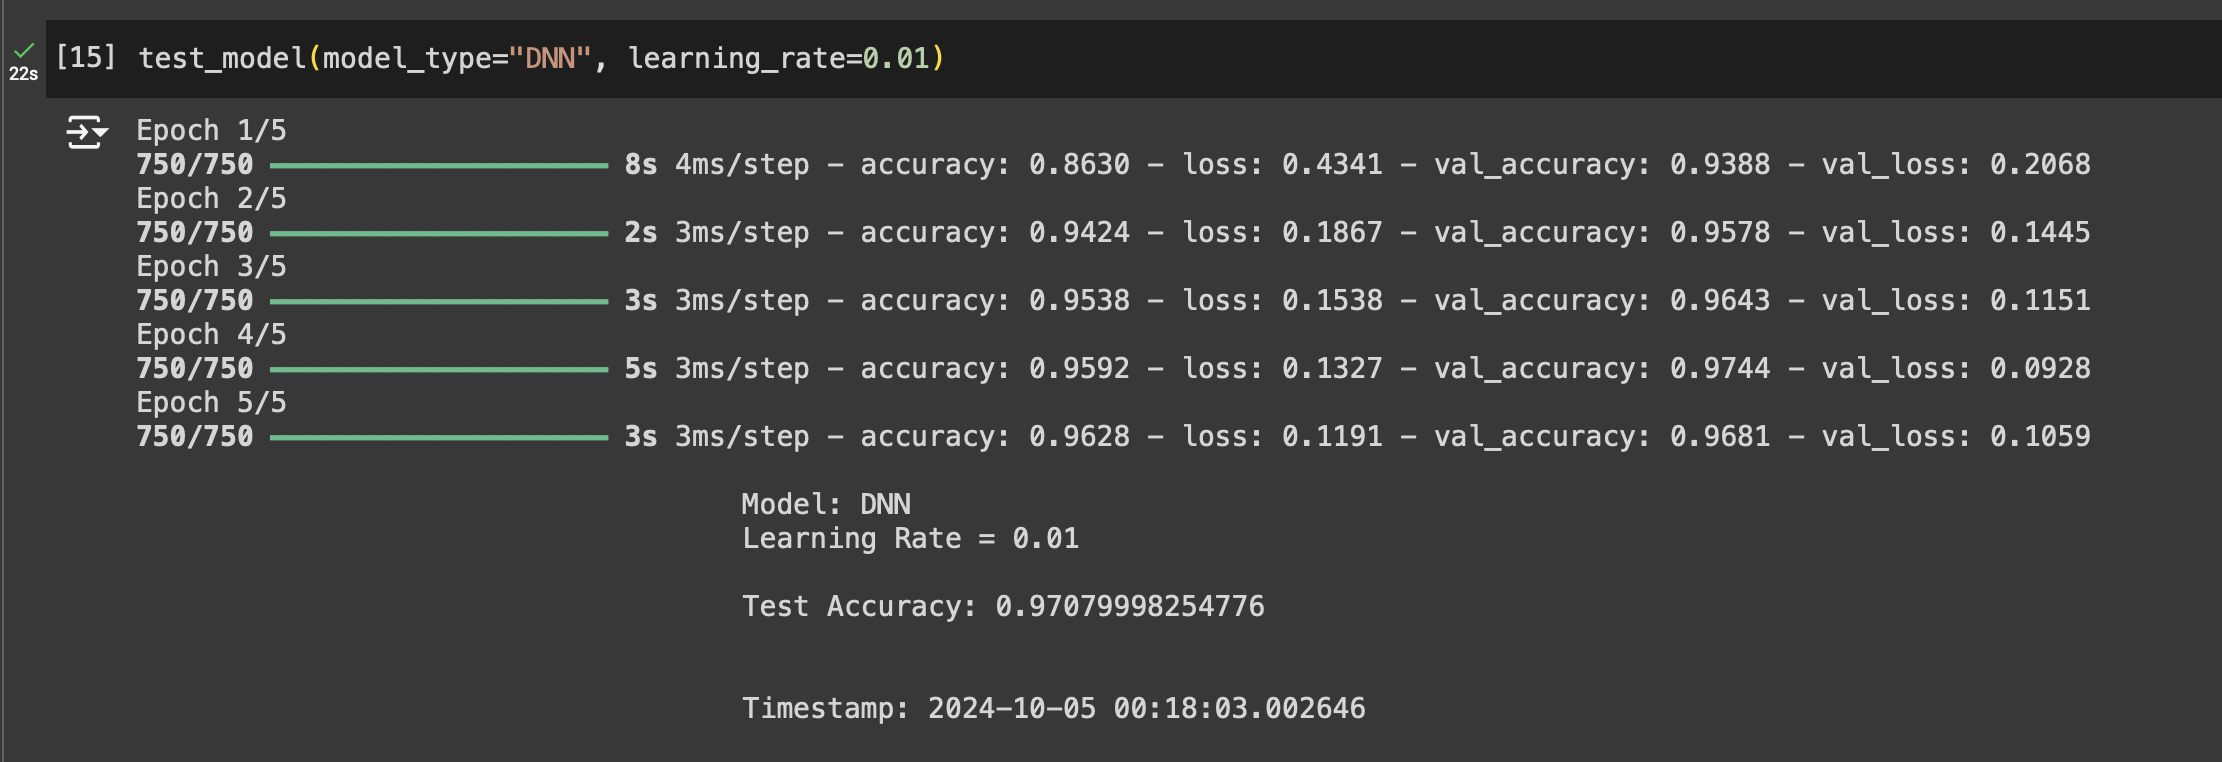 [15] test_model(model_type="DNN", learning_rate=0.01)
22s
Epoch 1/5
750/750 8s 4ms/step - accuracy: 0.8630 - loss: 0.4341 - val_accuracy: 0.9388 - val_loss: 0.2068
Epoch 2/5
750/750 2s 3ms/step - accuracy: 0.9424 - loss: 0.1867 - val_accuracy: 0.9578 - val_loss: 0.1445
Epoch 3/5
750/750 3s 3ms/step - accuracy: 0.9538 - loss: 0.1538 - val_accuracy: 0.9643 - val_loss: 0.1151
Epoch 4/5
750/750 5s 3ms/step - accuracy: 0.9592 - loss: 0.1327 - val_accuracy: 0.9744 - val_loss: 0.0928
Epoch 5/5
750/750 3s 3ms/step - accuracy: 0.9628 - loss: 0.1191 - val_accuracy: 0.9681 - val_loss: 0.1059
Model: DNN
Learning Rate = 0.01
Test Accuracy: 0.97079998254776
Timestamp: 2024-10-05 00:18:03.002646